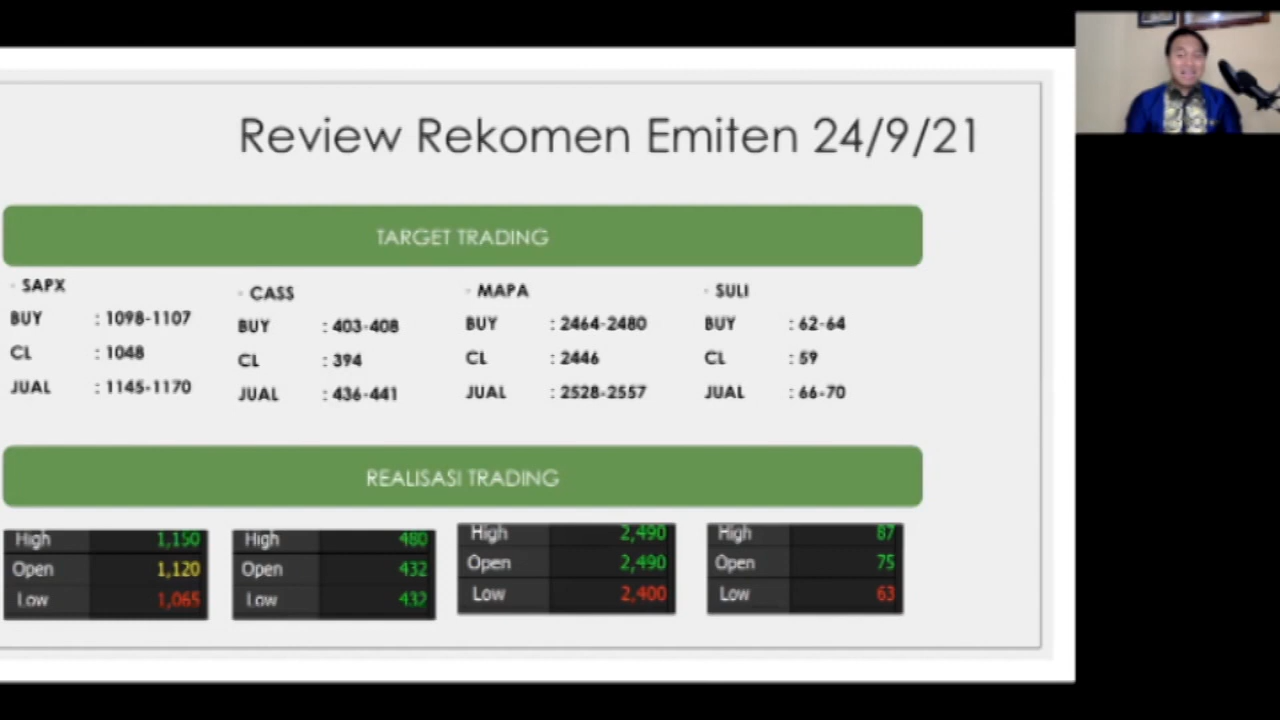 Review Rekomen Emiten 24/9/21
TARGET TRADING
SAPX
BUY : 1098-1107
CL : 1048
JUAL : 1145-1170
CASS
BUY : 403-408
CL : 394
JUAL : 436-441
MAPA
BUY : 2464-2480
CL : 2446
JUAL : 2528-2557
SULI
BUY : 62-64
CL : 59
JUAL : 66-70
REALISASI TRADING
High 1,150
Open 1,120
Low 1,065
High 480
Open 432
Low 432
High 2,490
Open 2,490
Low 2,400
High 87
Open 75
Low 63